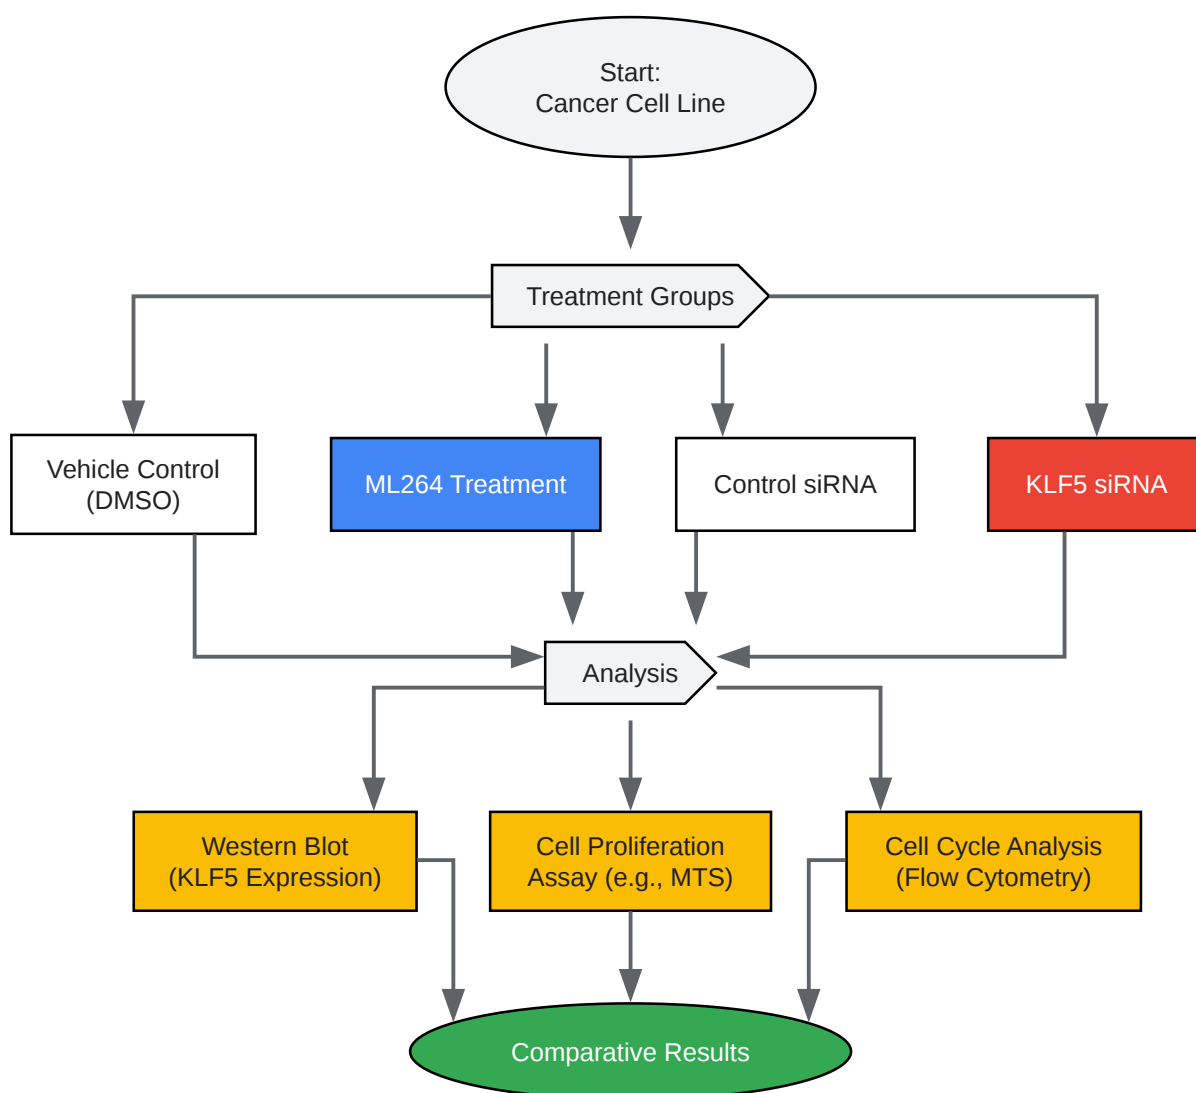 Start:
Cancer Cell Line
Treatment Groups
Vehicle Control
(DMSO)
ML264 Treatment
Control siRNA
KLF5 siRNA
Analysis
Western Blot
(KLF5 Expression)
Cell Proliferation
Assay (e.g., MTS)
Cell Cycle Analysis
(Flow Cytometry)
Comparative Results